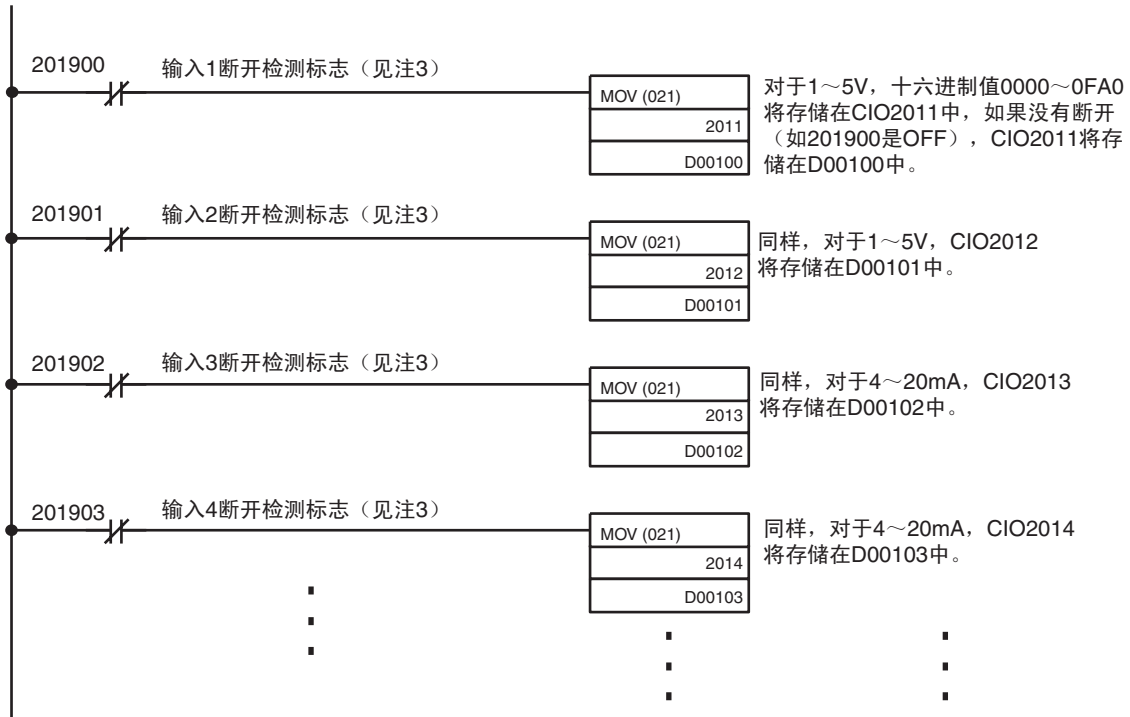 201900 输入1断开检测标志（见注3）
MOV (021)
2011
D00100
对于1～5V，十六进制值0000～0FA0
将存储在CIO2011中，如果没有断开
（如201900是OFF），CIO2011将存
储在D00100中。
201901 输入2断开检测标志（见注3）
MOV (021)
2012
D00101
同样，对于1～5V，CIO2012
将存储在D00101中。
201902 输入3断开检测标志（见注3）
MOV (021)
2013
D00102
同样，对于4～20mA，CIO2013
将存储在D00102中。
201903 输入4断开检测标志（见注3）
MOV (021)
2014
D00103
同样，对于4～20mA，CIO2014
将存储在D00103中。